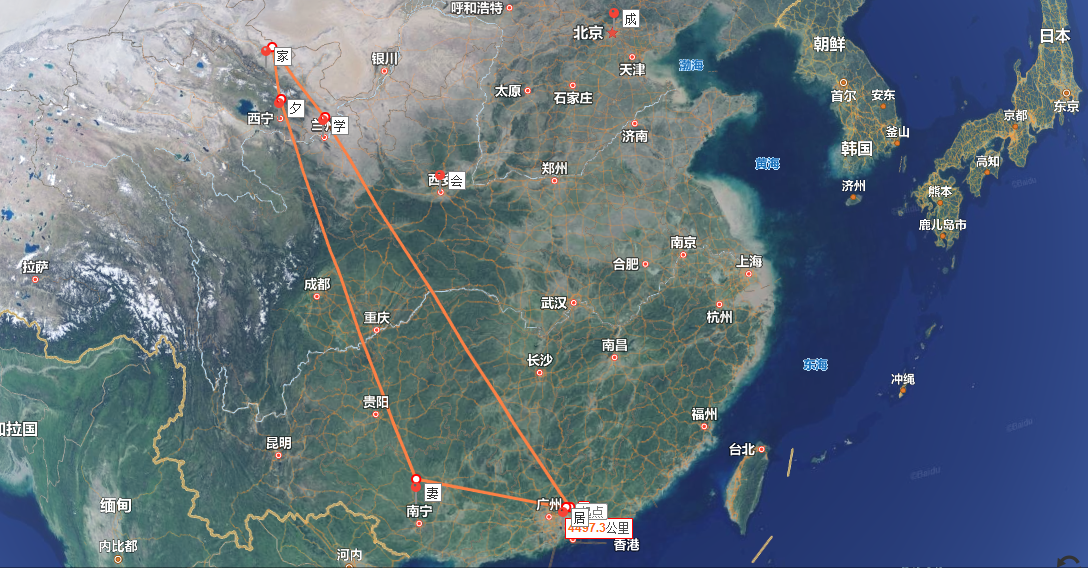 呼和浩特
成
北京
日本
朝鲜
家
银川
渤海
天津
太原
石家庄
首尔
安东
东京
夕
西宁
学
京都
济南
釜山
韩国
黄海
郑州
高知
会
济州
熊本
鹿儿岛市
南京
上海
合肥
拉萨
成都
武汉
杭州
重庆
南昌
长沙
东海
冲绳
贵阳
福州
加拉国
昆明
台北
妻
缅甸
广州
居
点
南宁
4497.3公里
香港
内比都
河内
©Baidu
©Baidu
©Baidu